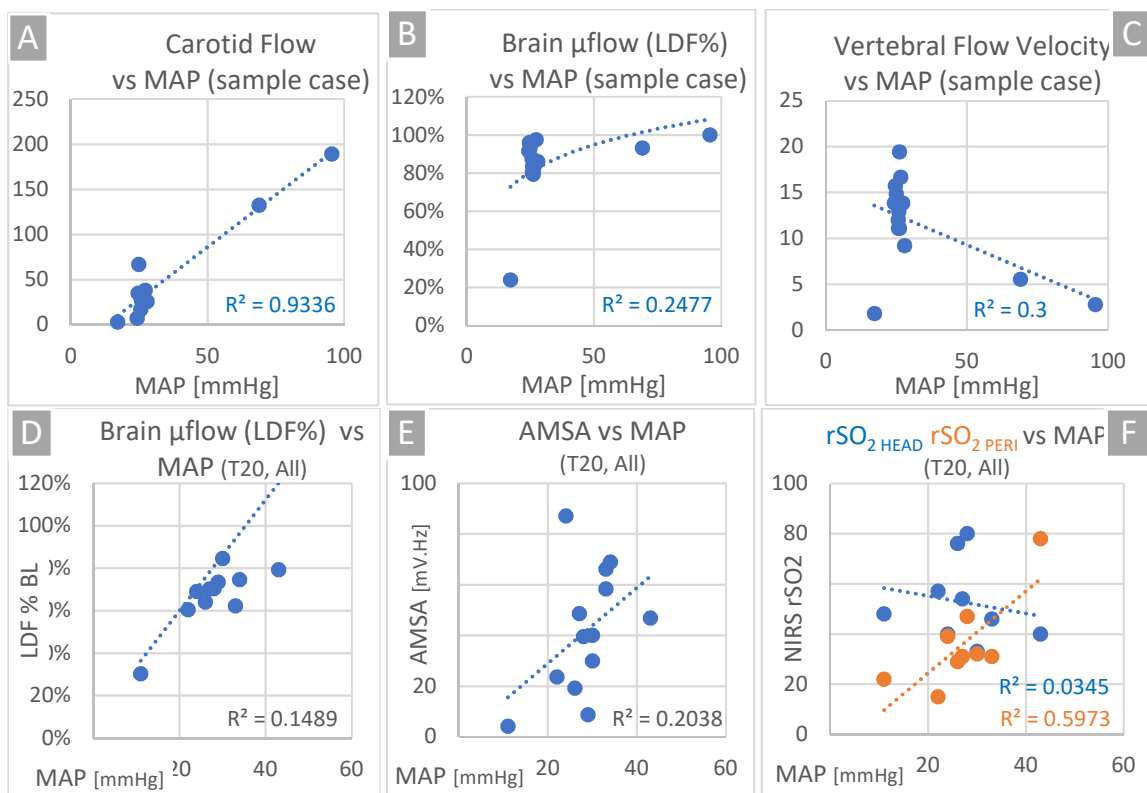 A
Carotid Flow
vs MAP (sample case)
250
200
150
100
50
0
0 50 100
MAP [mmHg]
R² = 0.9336
B
Brain µflow (LDF%)
vs MAP (sample case)
120%
100%
80%
60%
40%
20%
0%
0 50 100
MAP [mmHg]
R² = 0.2477
C
Vertebral Flow Velocity
vs MAP (sample case)
25
20
15
10
5
0
0 50 100
MAP [mmHg]
R² = 0.3
D
Brain µflow (LDF%) vs
MAP (T20, All)
LDF % BL
120%
100%
0%
0%
0%
20%
0%
20 40 60
MAP [mmHg]
R² = 0.1489
E
AMSA vs MAP
(T20, All)
AMSA [mV.Hz]
100
20
0
20 40 60
MAP [mmHg]
R² = 0.2038
F
rSO₂ HEAD rSO₂ PERI vs MAP
(T20, All)
NIRS rSO2
80
60
40
20
0
0 20 40 60
MAP [mmHg]
R² = 0.0345
R² = 0.5973